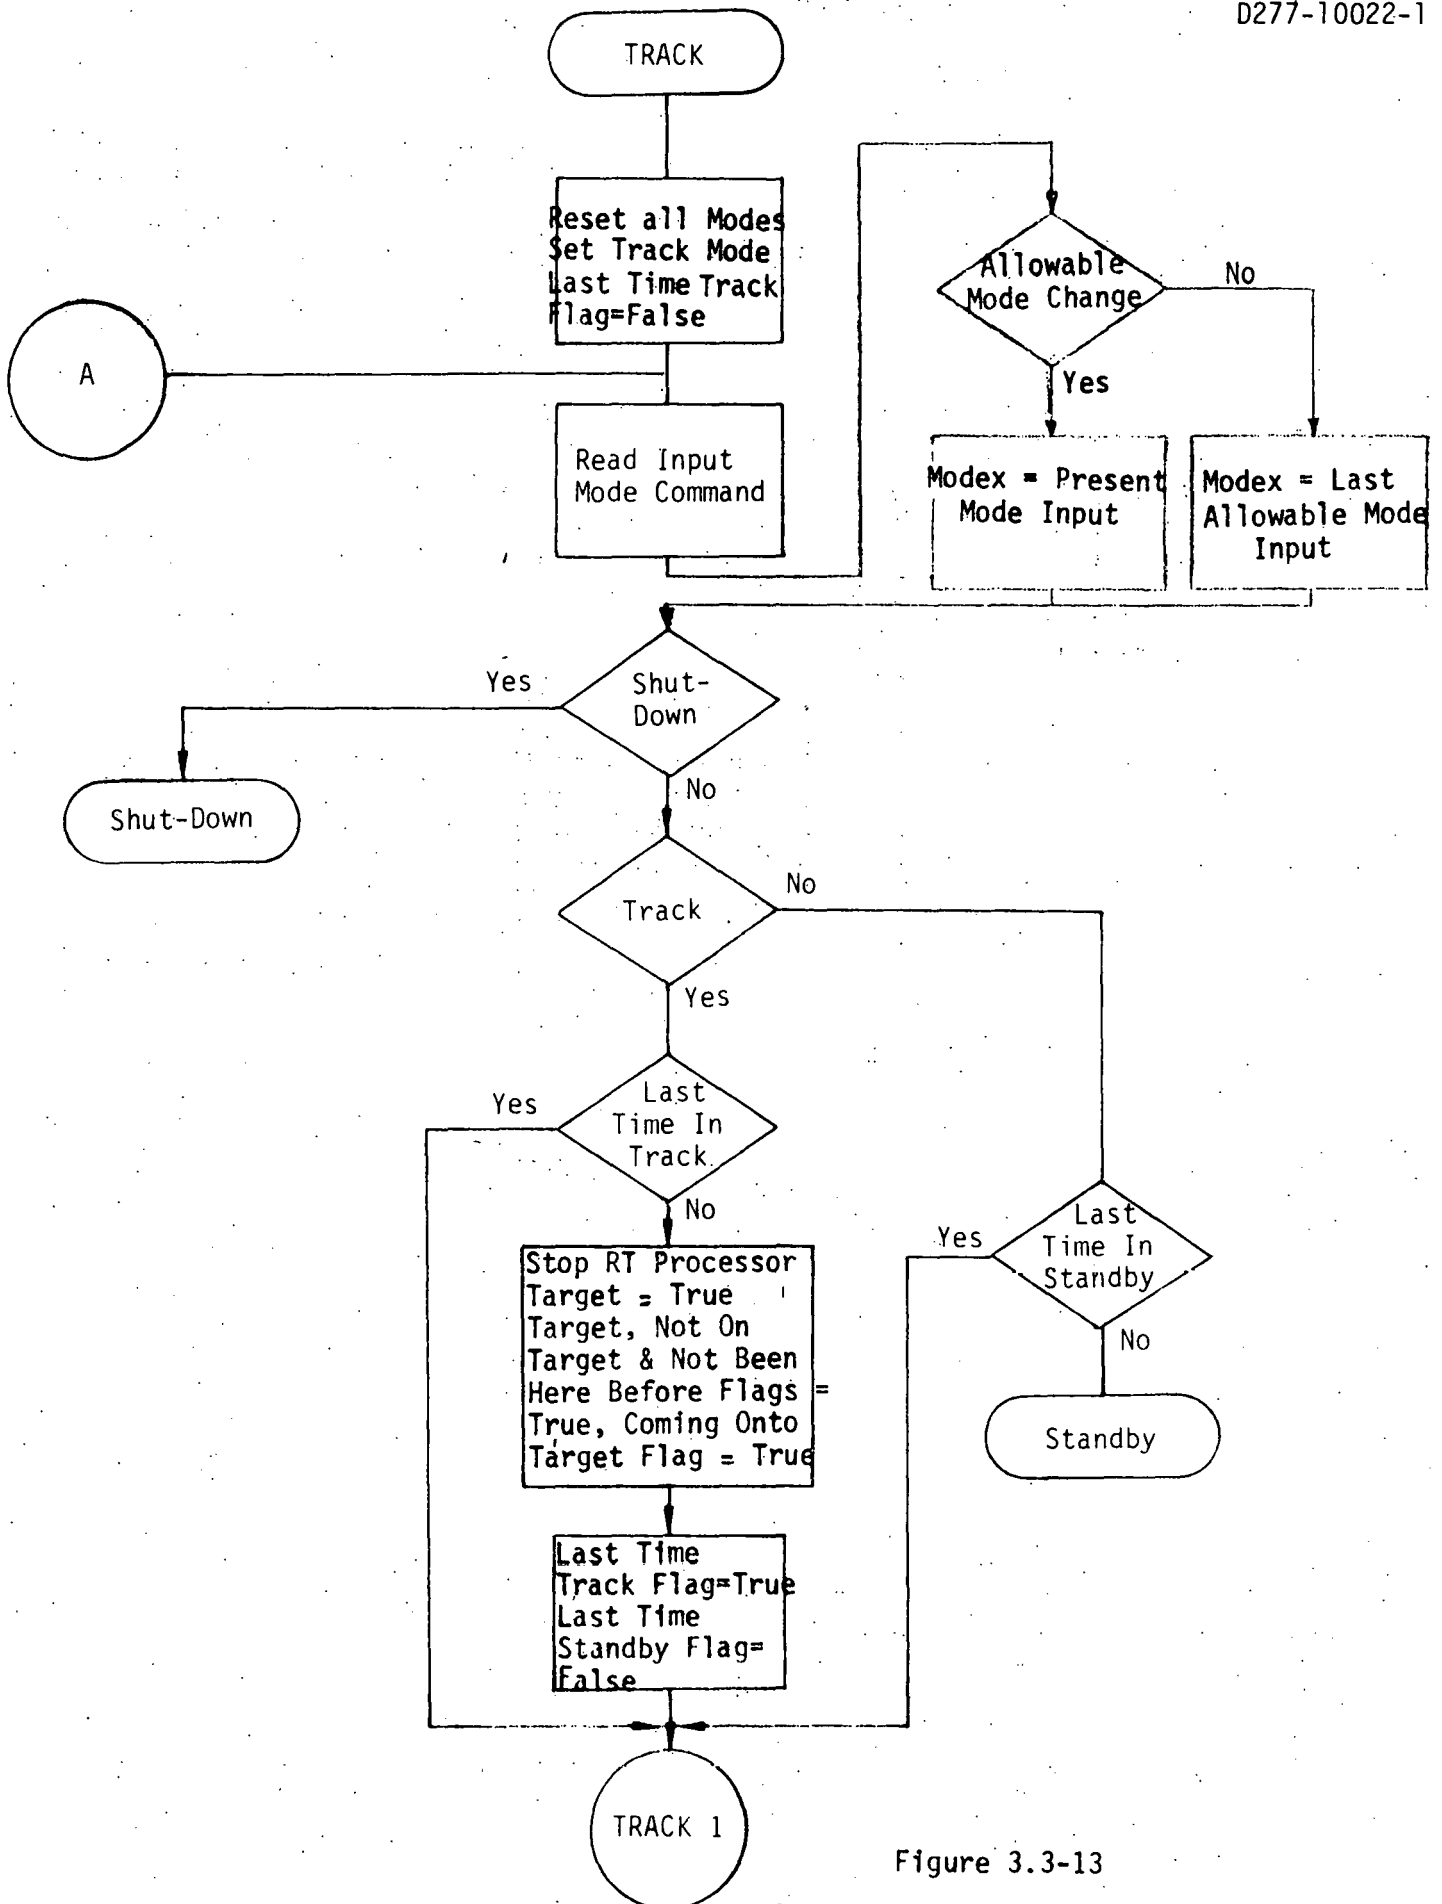 D277-10022-1
TRACK
Reset all Modes
Set Track Mode
Last Time Track
Flag=False
A
Read Input
Mode Command
Allowable
Mode Change
No
Yes
Modex = Present
Mode Input
Modex = Last
Allowable Mode
Input
Shut-
Down
Yes
Shut-Down
No
Track
No
Yes
Last
Time In
Track
Yes
No
Stop RT Processor
Target = True
Target, Not On
Target & Not Been
Here Before Flags =
True, Coming Onto
Target Flag = True
Last
Time In
Standby
Yes
No
Standby
Last Time
Track Flag=True
Last Time
Standby Flag=
False
TRACK 1
Figure 3.3-13